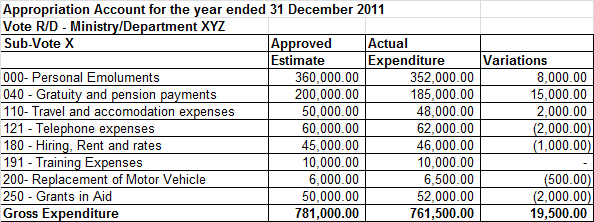 Appropriation Account for the year ended 31 December 2011
Vote R/D - Ministry/Department XYZ
Sub-Vote X Approved Actual
Estimate Expenditure Variations
000- Personal Emoluments 360,000.00 352,000.00 8,000.00
040 - Gratuity and pension payments 200,000.00 185,000.00 15,000.00
110- Travel and accomodation expenses 50,000.00 48,000.00 2,000.00
121 - Telephone expenses 60,000.00 62,000.00 (2,000.00)
180 - Hiring, Rent and rates 45,000.00 46,000.00 (1,000.00)
191 - Training Expenses 10,000.00 10,000.00 -
200- Replacement of Motor Vehicle 6,000.00 6,500.00 (500.00)
250 - Grants in Aid 50,000.00 52,000.00 (2,000.00)
Gross Expenditure 781,000.00 761,500.00 19,500.00